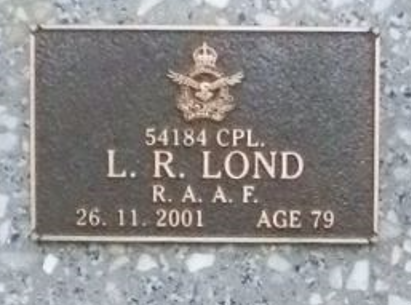 54184 CPL.
L. R. LOND
R. A. A. F.
26. 11. 2001 AGE 79